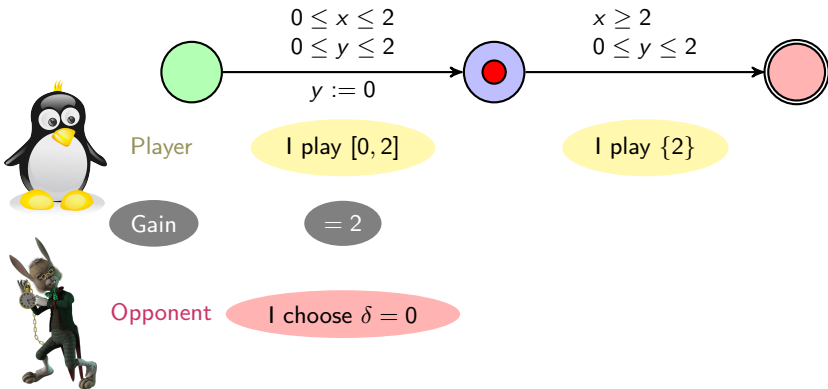 0 ≤ x ≤ 2
0 ≤ y ≤ 2
y := 0
x ≥ 2
0 ≤ y ≤ 2
Player
I play [0, 2]
I play {2}
Gain
= 2
Opponent
I choose δ = 0